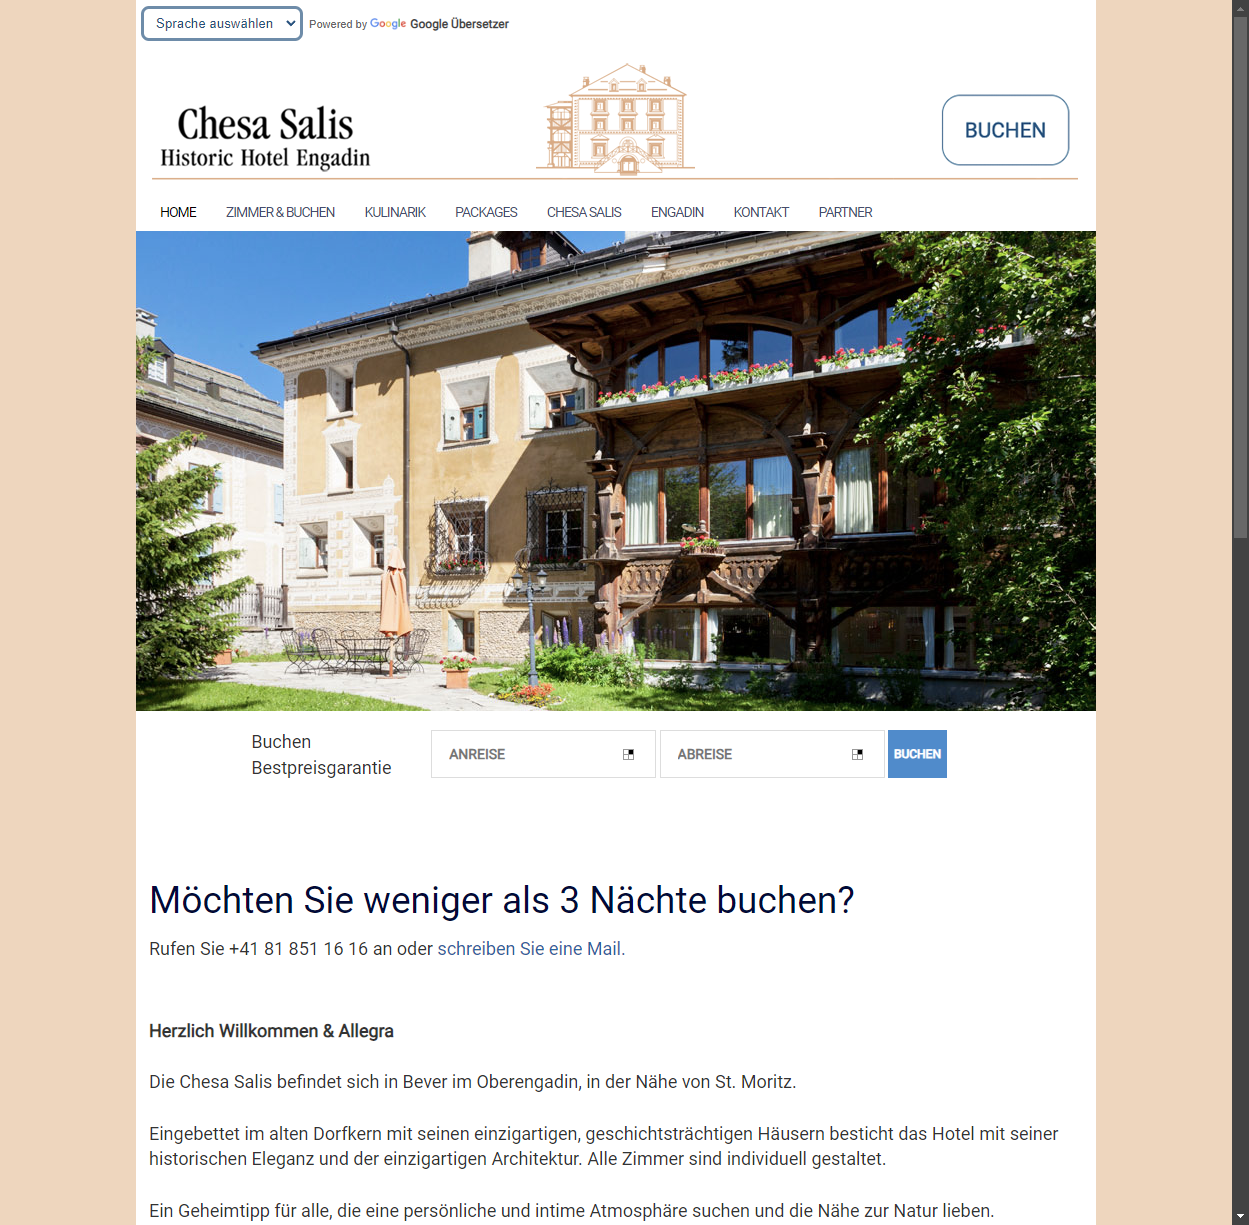 Sprache auswählen
Powered by Google Google Übersetzer
Chesa Salis
Historic Hotel Engadin
BUCHEN
HOME ZIMMER & BUCHEN KULINARIK PACKAGES CHESA SALIS ENGADIN KONTAKT PARTNER
Buchen
Bestpreisgarantie
ANREISE ABREISE BUCHEN
Möchten Sie weniger als 3 Nächte buchen?
Rufen Sie +41 81 851 16 16 an oder schreiben Sie eine Mail.
Herzlich Willkommen & Allegra
Die Chesa Salis befindet sich in Bever im Oberengadin, in der Nähe von St. Moritz.
Eingebettet im alten Dorfkern mit seinen einzigartigen, geschichtsträchtigen Häusern besticht das Hotel mit seiner
historischen Eleganz und der einzigartigen Architektur. Alle Zimmer sind individuell gestaltet.
Ein Geheimtipp für alle, die eine persönliche und intime Atmosphäre suchen und die Nähe zur Natur lieben.